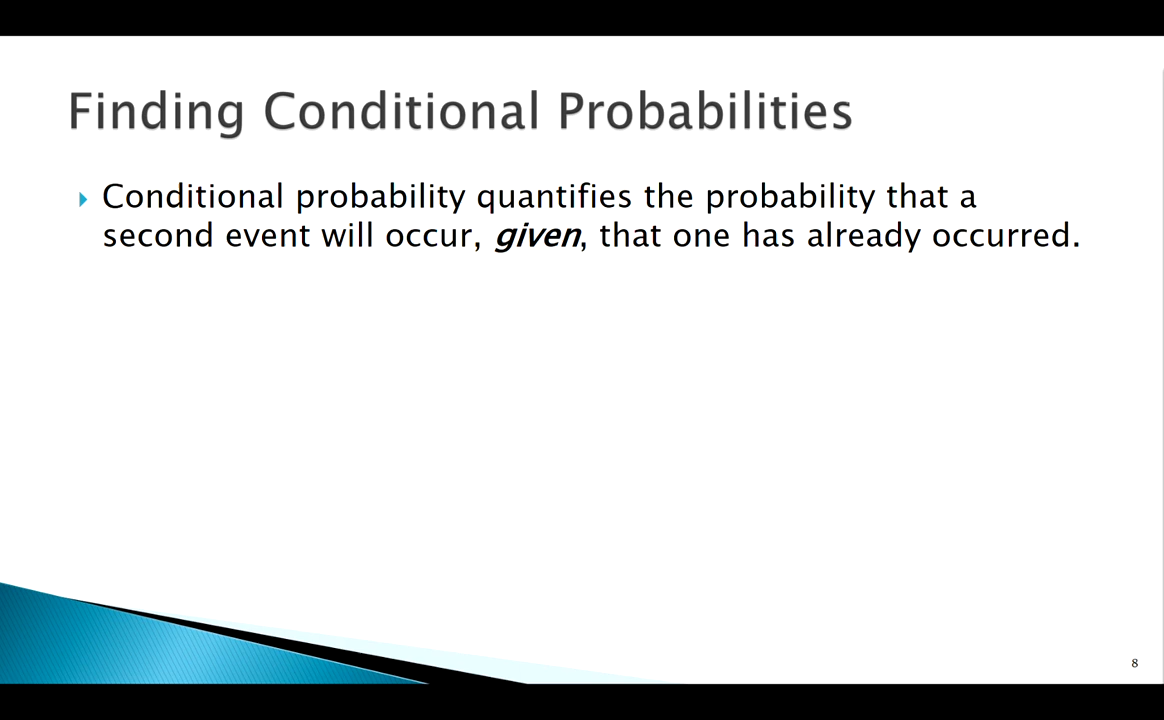 Finding Conditional Probabilities
Conditional probability quantifies the probability that a
second event will occur, given, that one has already occurred.
8